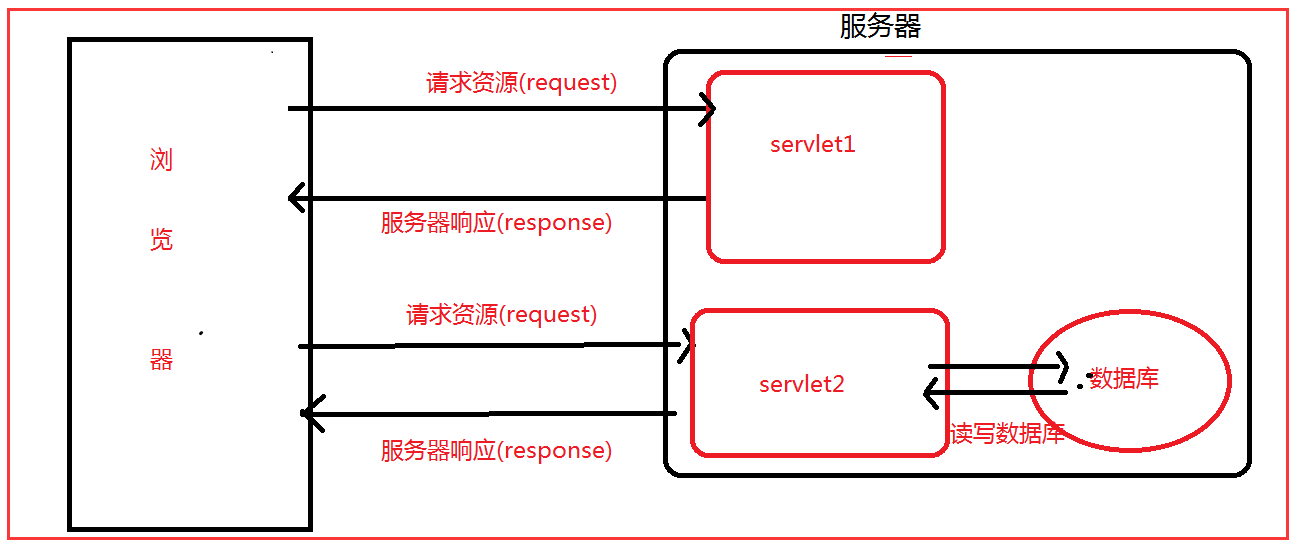 服务器
请求资源(request)
servlet1
浏
览
器
服务器响应(response)
请求资源(request)
servlet2
数据库
读写数据库
服务器响应(response)